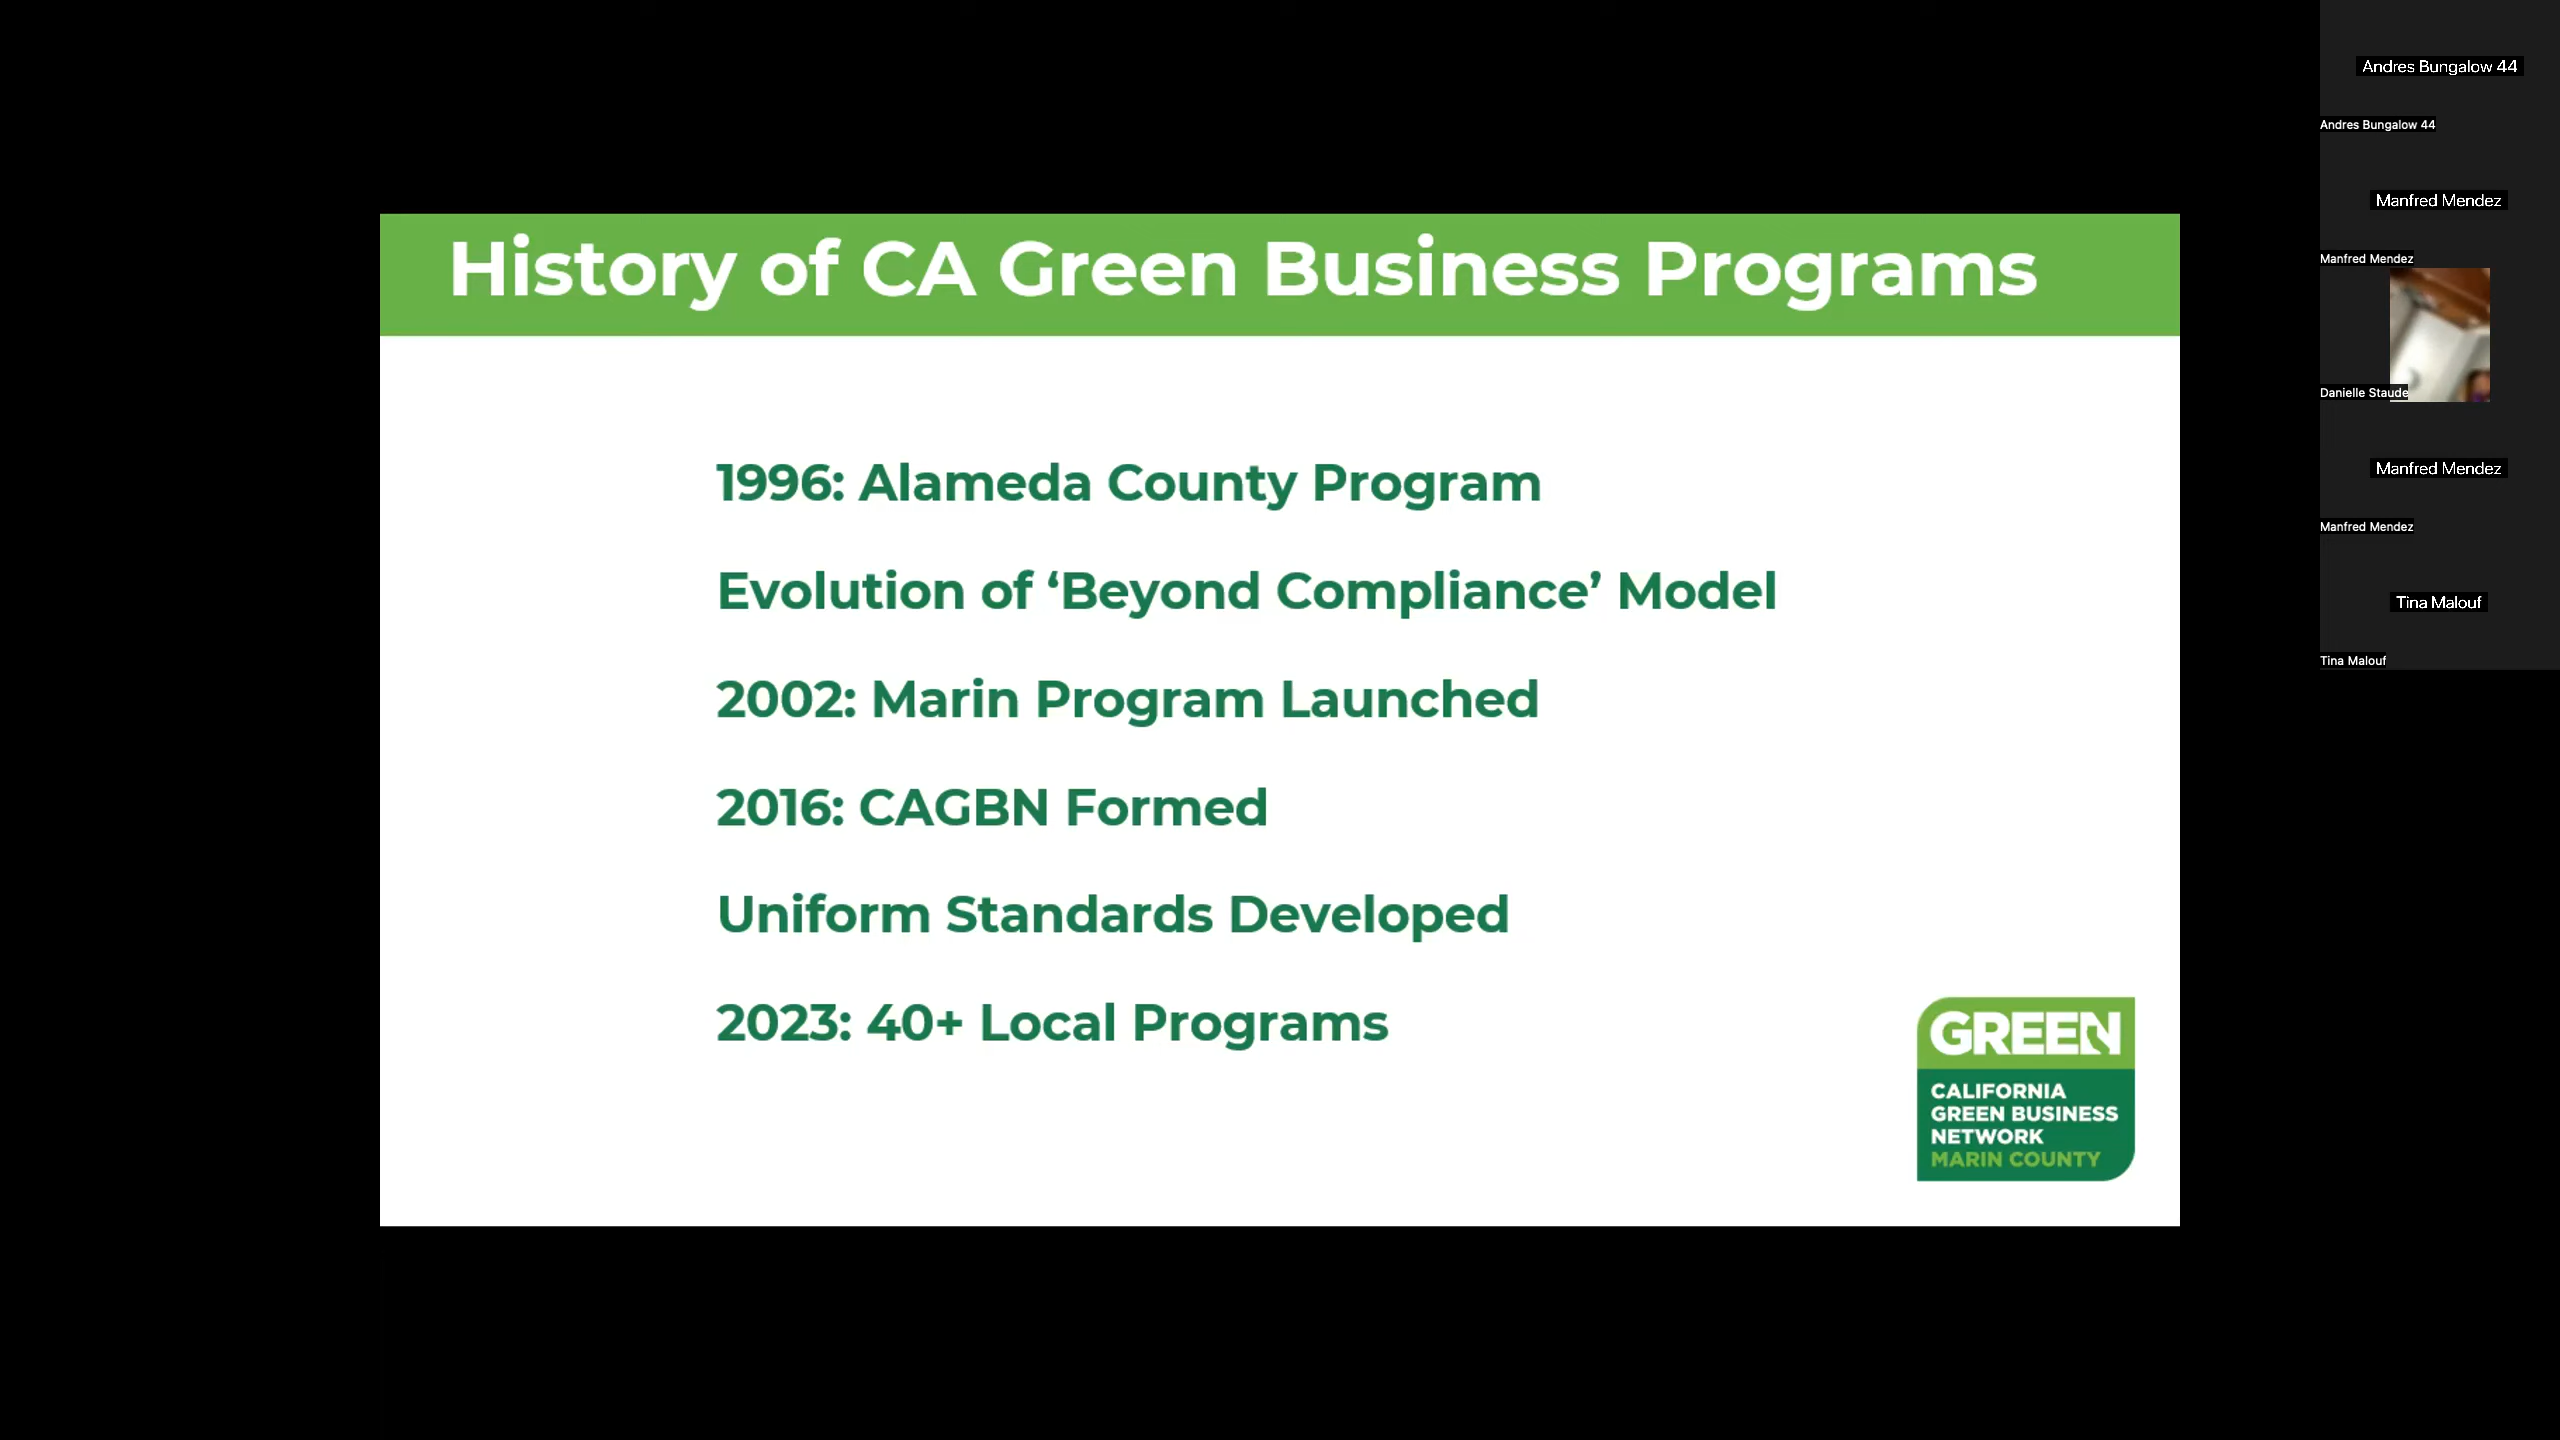 History of CA Green Business Programs
1996: Alameda County Program
Evolution of ‘Beyond Compliance’ Model
2002: Marin Program Launched
2016: CAGBN Formed
Uniform Standards Developed
2023: 40+ Local Programs
GREEN
CALIFORNIA
GREEN BUSINESS
NETWORK
MARIN COUNTY
Andres Bungalow 44
Andres Bungalow 44
Manfred Mendez
Manfred Mendez
Danielle Staude
Manfred Mendez
Manfred Mendez
Tina Malouf
Tina Malouf